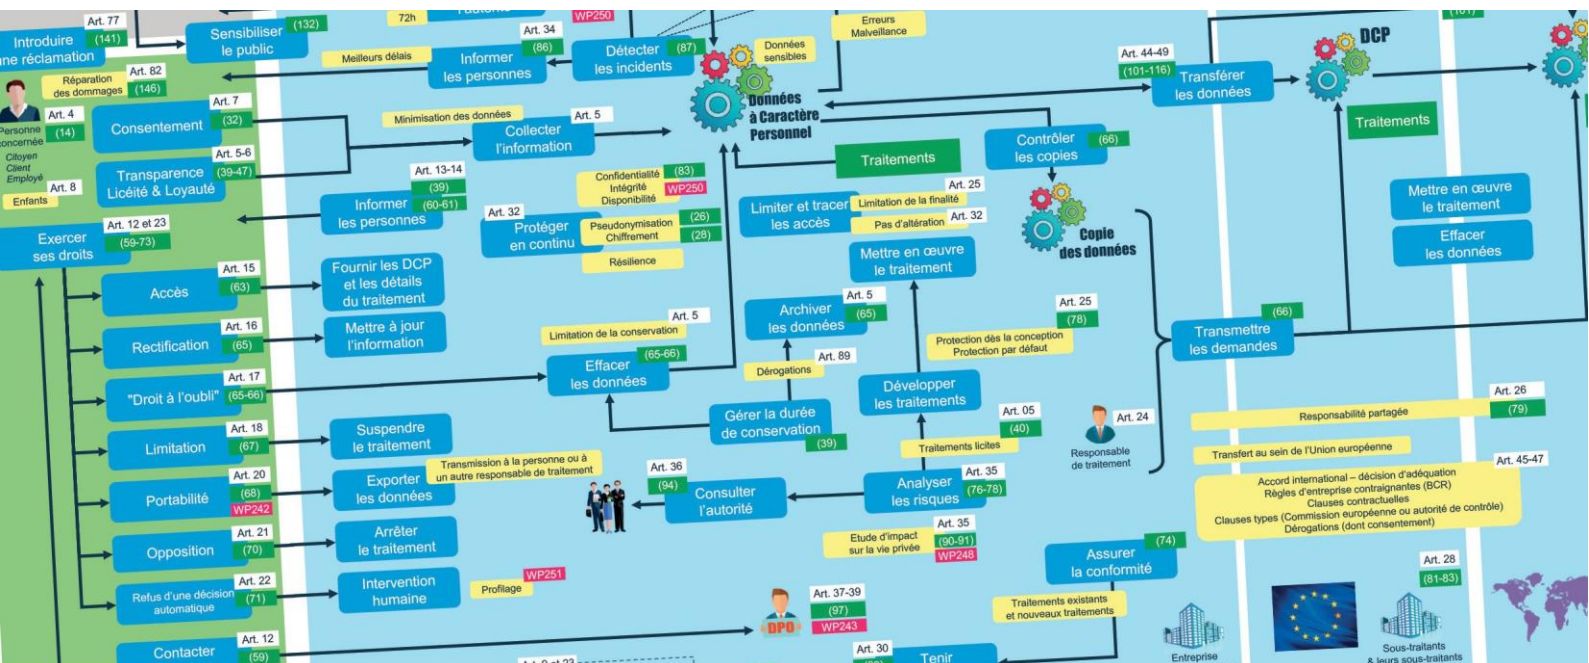 72h
l'autorité
WP250
Erreurs
Malveillance
Art. 77
Introduire
une réclamation
(141)
Sensibiliser
le public
(132)
Meilleurs délais
Art. 34
Informer
les personnes
(86)
Détecter
les incidents
(87)
Données
sensibles
Données
à Caractère
Personnel
Art. 44-49
(101-116)
Transférer
les données
DCP
Traitements
Réparation
des dommages
Art. 82
(146)
Personne
concernée
Art. 4
(14)
Citoyen
Client
Employé
Enfants
Art. 8
Consentement
Art. 7
(32)
Transparence
Licéité & Loyauté
Art. 5-6
(39-47)
Minimisation des données
Collecter
l'information
Art. 5
Art. 13-14
(39)
(60-61)
Informer
les personnes
Art. 32
Protéger
en continu
Confidentialité
Intégrité
Disponibilité
(83)
WP250
Pseudonymisation
Chiffrement
(26)
(28)
Résilience
Traitements
Limiter et tracer
les accès
Art. 25
Limitation de la finalité
Pas d'altération
Art. 32
Contrôler
les copies
(66)
Copie
des données
Mettre en œuvre
le traitement
Mettre en œuvre
le traitement
Effacer
les données
Art. 12 et 23
Exercer
ses droits
(59-73)
Accès
Art. 15
(63)
Fournir les DCP
et les détails
du traitement
Rectification
Art. 16
(65)
Mettre à jour
l'information
"Droit à l'oubli"
Art. 17
(65-66)
Limitation de la conservation
Art. 5
Effacer
les données
(65-66)
Archiver
les données
Art. 5
(65)
Dérogations
Art. 89
Gérer la durée
de conservation
(39)
Art. 25
(78)
Protection dès la conception
Protection par défaut
Développer
les traitements
Transmettre
les demandes
(66)
Limitation
Art. 18
(67)
Suspendre
le traitement
Portabilité
Art. 20
(68)
WP242
Exporter
les données
Transmission à la personne ou à
un autre responsable de traitement
Opposition
Art. 21
(70)
Arrêter
le traitement
Refus d'une décision
automatique
Art. 22
(71)
Intervention
humaine
Profilage
WP251
Contacter
Art. 12
(59)
Art. 05
(40)
Traitements licites
Analyser
les risques
Art. 35
(76-78)
Art. 36
(94)
Consulter
l'autorité
Etude d'impact
sur la vie privée
Art. 35
(90-91)
WP248
Responsable
de traitement
Art. 24
Responsabilité partagée
Art. 26
(79)
Transfert au sein de l'Union européenne
Art. 45-47
Accord international – décision d'adéquation
Règles d'entreprise contraignantes (BCR)
Clauses contractuelles
Clauses types (Commission européenne ou autorité de contrôle)
Dérogations (dont consentement)
Assurer
la conformité
(74)
Traitements existants
et nouveaux traitements
DPO
Art. 37-39
(97)
WP243
Art. 30
Tenir
Entreprise
Art. 28
(81-83)
Sous-traitants
& leurs sous-traitants